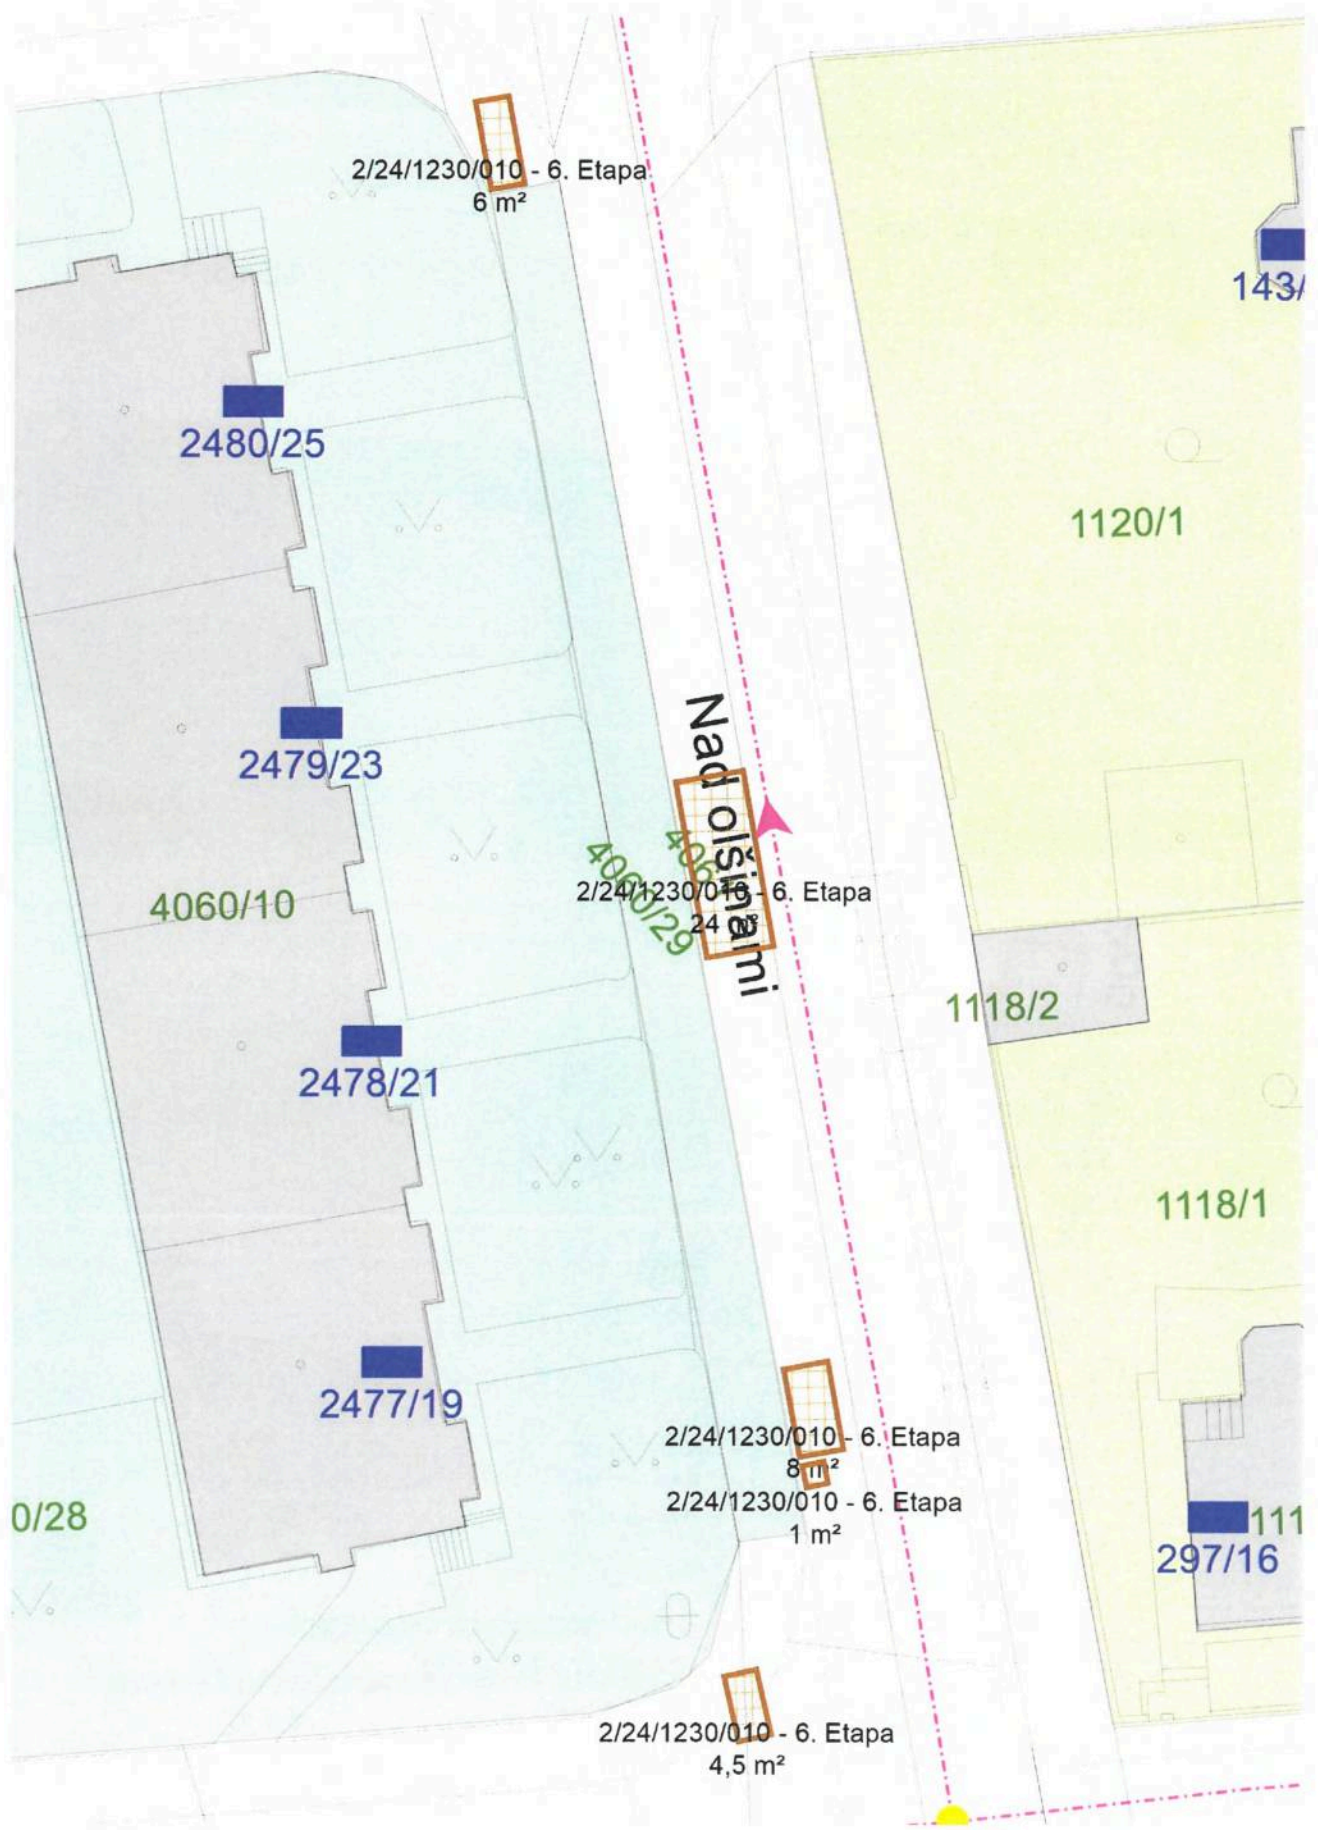 2/24/1230/010 - 6. Etapa
6 m²
143/
2480/25
1120/1
Nad olšinami
2479/23
4060/10
4060/29
2/24/1230/010 - 6. Etapa
24 m²
1118/2
2478/21
1118/1
2477/19
2/24/1230/010 - 6. Etapa
8 m²
2/24/1230/010 - 6. Etapa
1 m²
0/28
111
297/16
2/24/1230/010 - 6. Etapa
4,5 m²